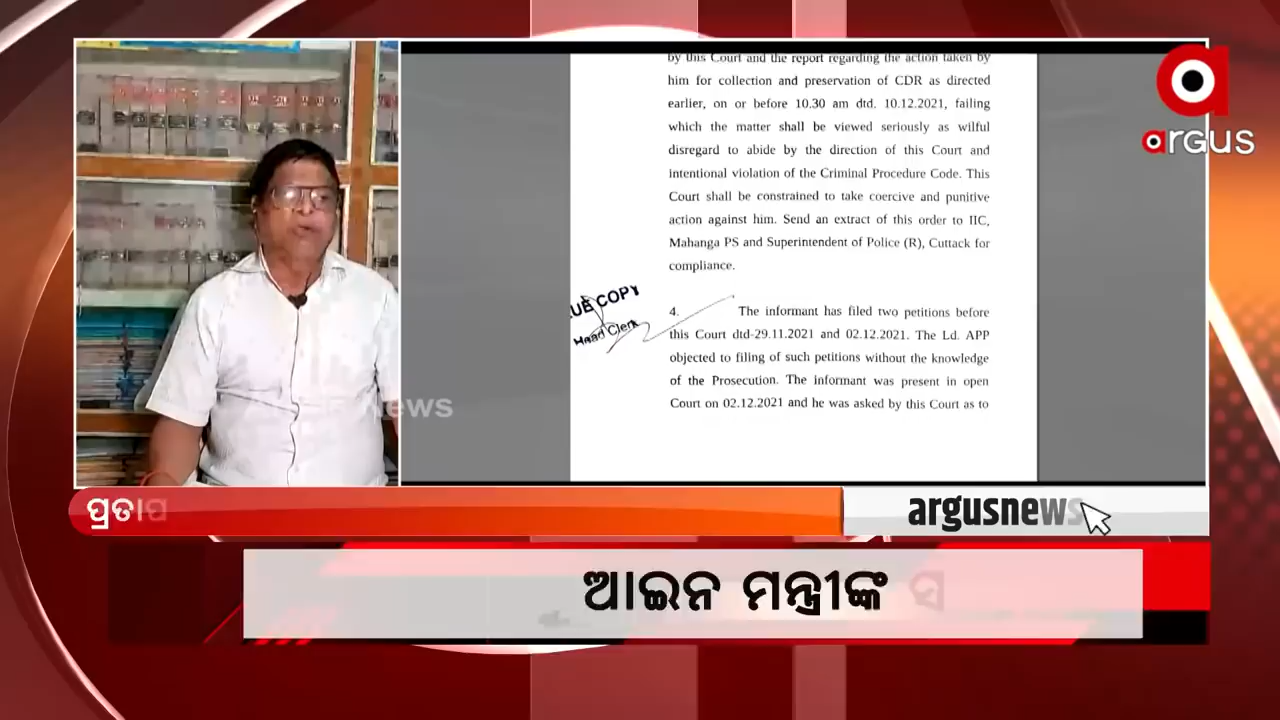 by this Court and the report regarding the action taken by
him for collection and preservation of CDR as directed
earlier, on or before 10.30 am dtd. 10.12.2021, failing
which the matter shall be viewed seriously as wilful
disregard to abide by the direction of this Court and
intentional violation of the Criminal Procedure Code. This
Court shall be constrained to take coercive and punitive
action against him. Send an extract of this order to IIC,
Mahanga PS and Superintendent of Police (R), Cuttack for
compliance.
UE COPY
Head Clerk
4. The informant has filed two petitions before
this Court dtd-29.11.2021 and 02.12.2021. The Ld. APP
objected to filing of such petitions without the knowledge
of the Prosecution. The informant was present in open
Court on 02.12.2021 and he was asked by this Court as to
argus
News
ପ୍ରତାପ
argusnews
ଆଇନ ମନ୍ତ୍ରୀଙ୍କ ସ